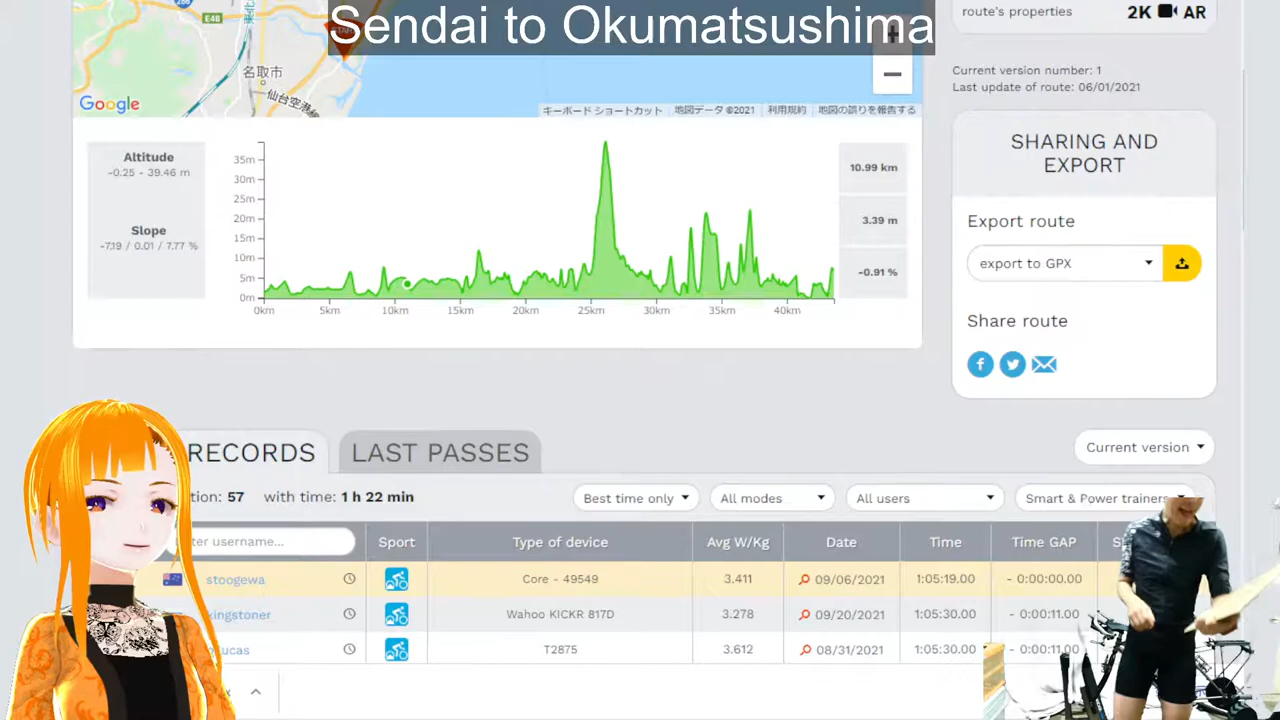 Sendai to Okumatsushima
route's properties
2K AR
E48
名取市
仙台空港
Google
キーボード ショートカット
地図データ ©2021
利用規約
地図の誤りを報告する
Current version number: 1
Last update of route: 06/01/2021
Altitude
-0.25 - 39.46 m
Slope
-7.19 / 0.01 / 7.77 %
35m
30m
25m
20m
15m
10m
5m
0m
0km 5km 10km 15km 20km 25km 30km 35km 40km
10.99 km
3.39 m
-0.91 %
SHARING AND
EXPORT
Export route
export to GPX
Share route
RECORDS
LAST PASSES
Current version
tion: 57 with time: 1 h 22 min
Best time only
All modes
All users
Smart & Power trainers
ter username...
Sport
Type of device
Avg W/Kg
Date
Time
Time GAP
stoogewa Core - 49549 3.411 09/06/2021 1:05:19.00 - 0:00:00.00
kingstoner Wahoo KICKR 817D 3.278 09/20/2021 1:05:30.00 - 0:00:11.00
ucas T2875 3.612 08/31/2021 1:05:30.00 - 0:00:11.00